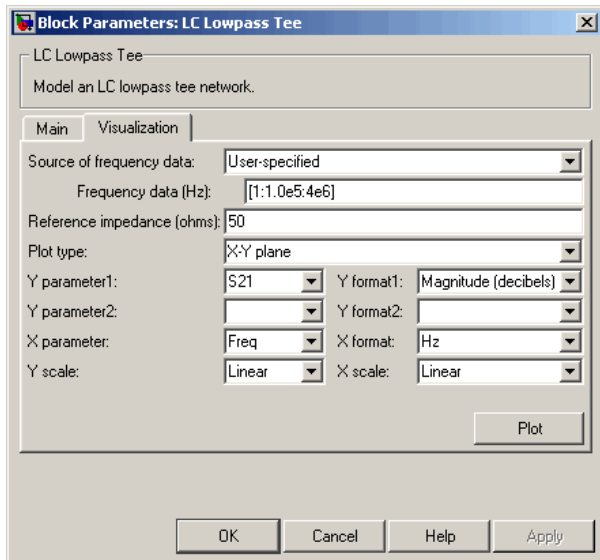 Block Parameters: LC Lowpass Tee
LC Lowpass Tee
Model an LC lowpass tee network.
Main Visualization
Source of frequency data: User-specified
Frequency data (Hz): [1:1.0e5:4e6]
Reference impedance (ohms): 50
Plot type: X-Y plane
Y parameter1: S21 Y format1: Magnitude (decibels)
Y parameter2: Y format2:
X parameter: Freq X format: Hz
Y scale: Linear X scale: Linear
Plot
OK Cancel Help Apply